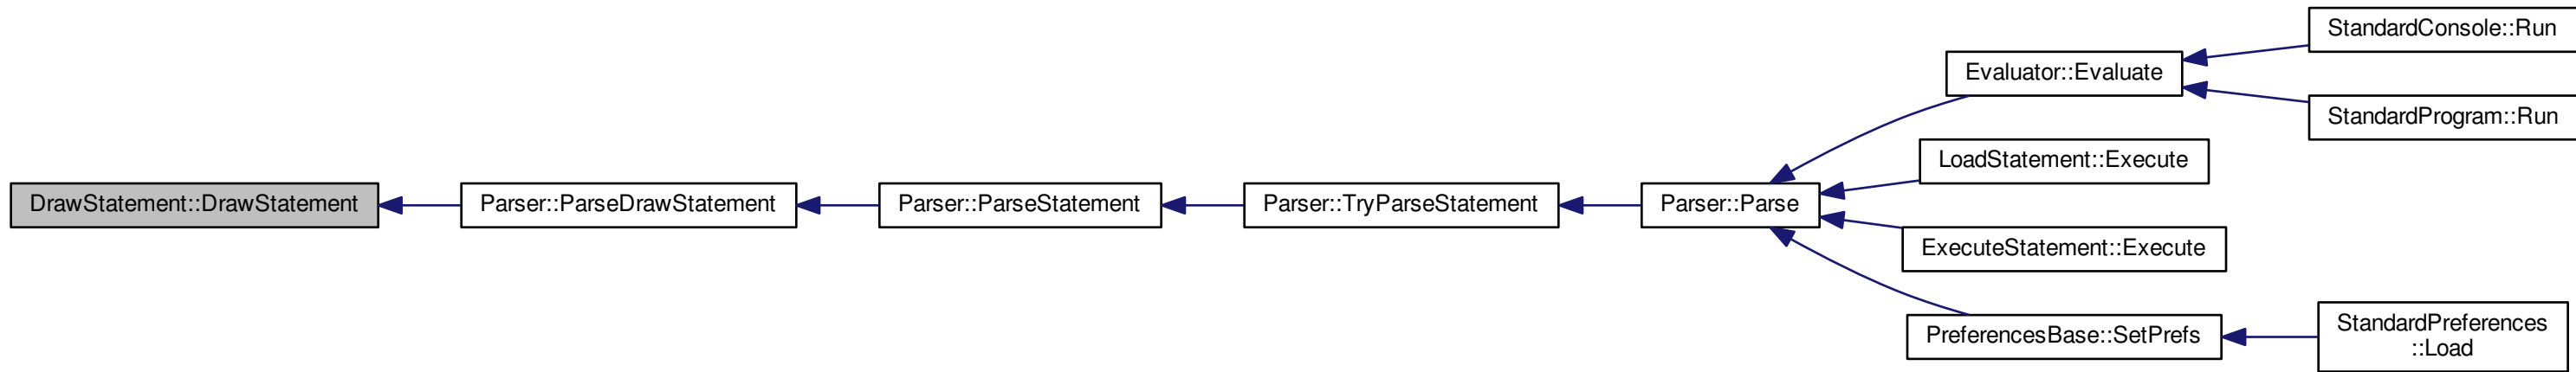 DrawStatement::DrawStatement
Parser::ParseDrawStatement
Parser::ParseStatement
Parser::TryParseStatement
Parser::Parse
Evaluator::Evaluate
StandardConsole::Run
StandardProgram::Run
LoadStatement::Execute
ExecuteStatement::Execute
PreferencesBase::SetPrefs
StandardPreferences
::Load